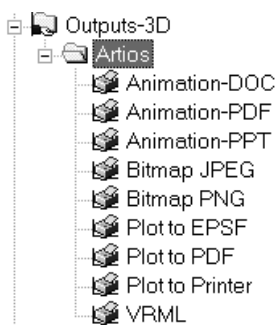 Outputs-3D
Artios
Animation-DOC
Animation-PDF
Animation-PPT
Bitmap JPEG
Bitmap PNG
Plot to EPSF
Plot to PDF
Plot to Printer
VRML